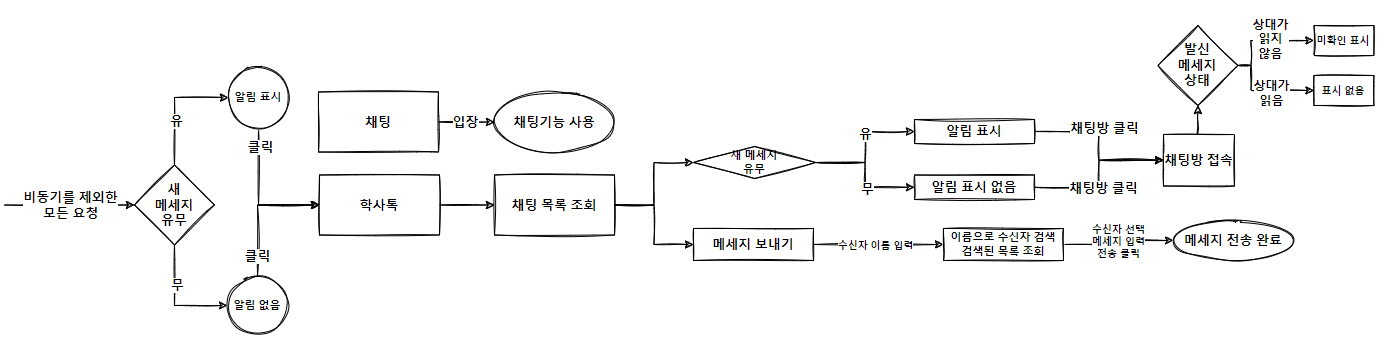 비동기를 제외한
모든 요청
새
메세지
유무
유
무
알림 표시
알림 없음
클릭
클릭
채팅
입장
채팅기능 사용
학사톡
채팅 목록 조회
새 메세지
유무
유
무
알림 표시
알림 표시 없음
채팅방 클릭
채팅방 클릭
채팅방 접속
발신
메세지
상태
상대가
읽지
않음
미확인 표시
상대가
읽음
표시 없음
메세지 보내기
수신자 이름 입력
이름으로 수신자 검색
검색된 목록 조회
수신자 선택
메세지 입력
전송 클릭
메세지 전송 완료